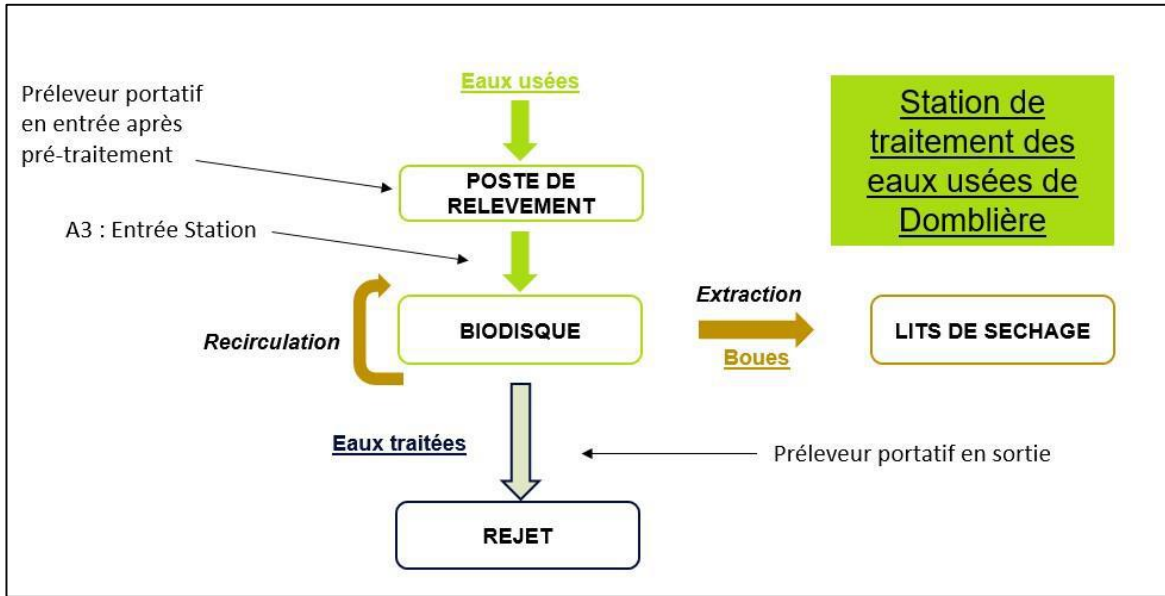 Eaux usées
Station de
traitement des
eaux usées de
Domblière
Préleveur portatif
en entrée après
pré-traitement
POSTE DE
RELEVEMENT
A3 : Entrée Station
Recirculation
BIODISQUE
Extraction
Boues
LITS DE SECHAGE
Eaux traitées
Préleveur portatif en sortie
REJET